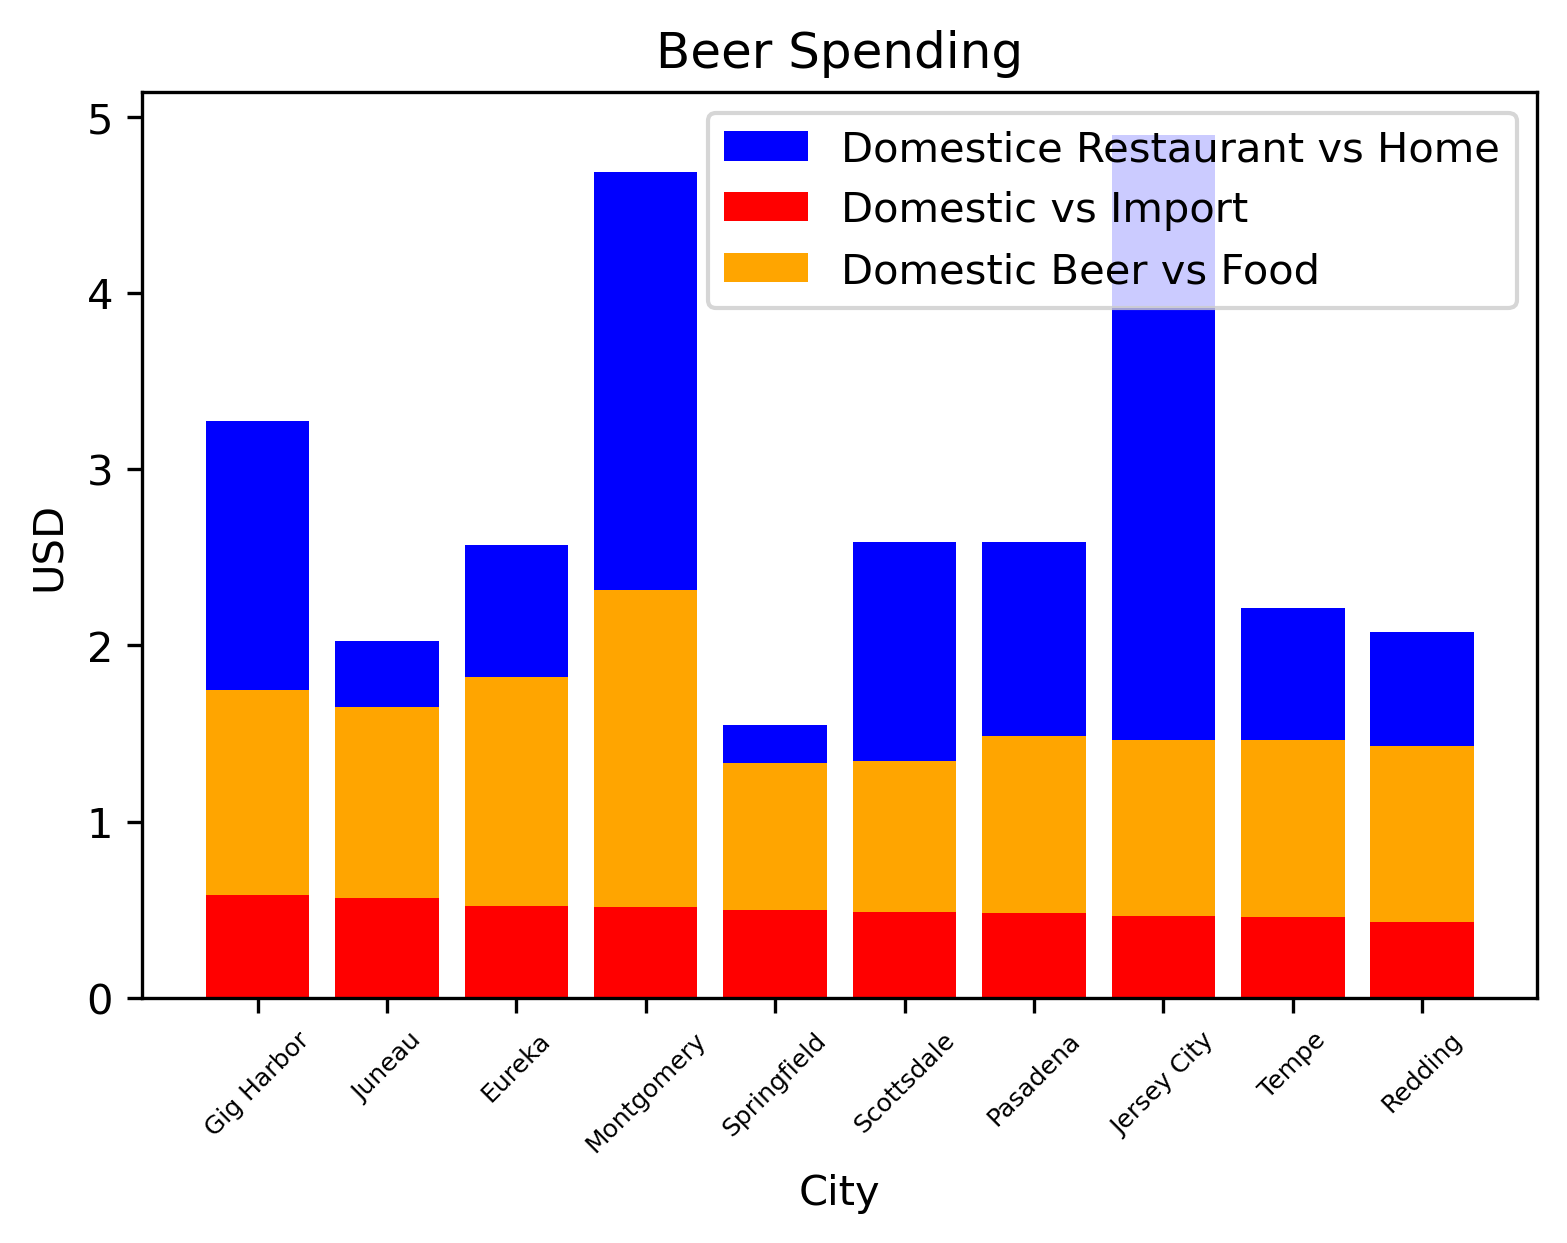 Beer Spending
Domestice Restaurant vs Home
Domestic vs Import
Domestic Beer vs Food
5
4
3
2
1
0
USD
Gig Harbor
Juneau
Eureka
Montgomery
Springfield
Scottsdale
Pasadena
Jersey City
Tempe
Redding
City